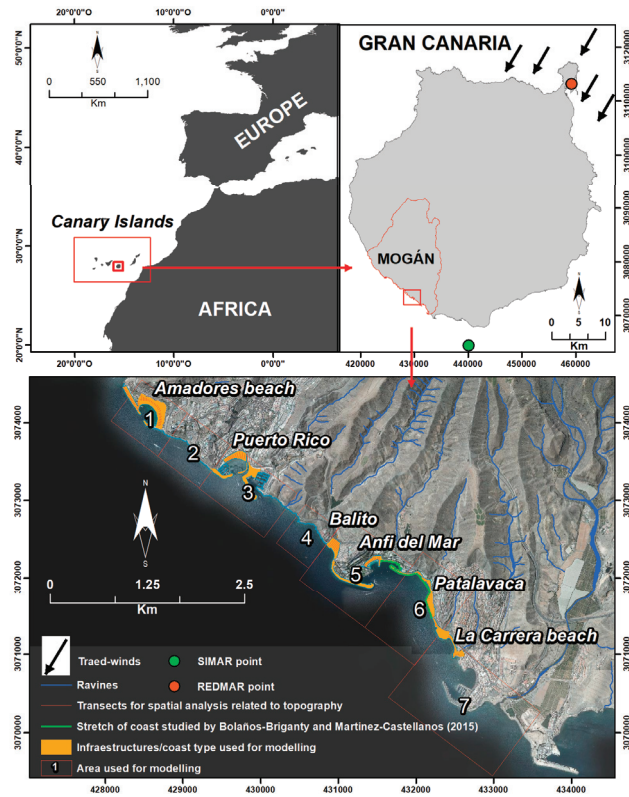 20°0'0"W 10°0'0"W 0°0'0"
50°0'0"N
40°0'0"N
30°0'0"N
20°0'0"N
N
S
0 550 1,100
Km
EUROPE
Canary Islands
AFRICA
20°0'0"W 10°0'0"W 0°0'0"
GRAN CANARIA
MOGÁN
N
S
0 5 10
Km
3120000
3110000
3100000
3090000
3080000
3070000
420000 430000 440000 450000 460000
Amadores beach
1
2
Puerto Rico
3
4
Balito
Anfi del Mar
5
Patalavaca
6
La Carrera beach
7
N
S
0 1.25 2.5
Km
Traed-winds
SIMAR point
Ravines
REDMAR point
Transects for spatial analysis related to topography
Stretch of coast studied by Bolaños-Briganty and Martinez-Castellanos (2015)
Infraestructures/coast type used for modelling
1 Area used for modelling
3074000
3073000
3072000
3071000
3070000
3074000
3073000
3072000
3071000
3070000
428000 429000 430000 431000 432000 433000 434000